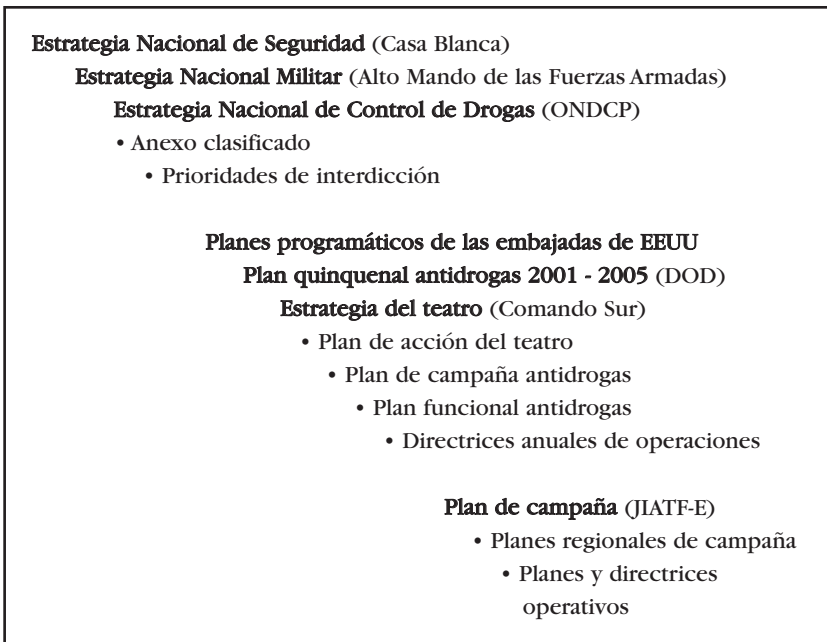 Estrategia Nacional de Seguridad (Casa Blanca)
Estrategia Nacional Militar (Alto Mando de las Fuerzas Armadas)
Estrategia Nacional de Control de Drogas (ONDCP)
• Anexo clasificado
• Prioridades de interdicción
Planes programáticos de las embajadas de EEUU
Plan quinquenal antidrogas 2001 - 2005 (DOD)
Estrategia del teatro (Comando Sur)
• Plan de acción del teatro
• Plan de campaña antidrogas
• Plan funcional antidrogas
• Directrices anuales de operaciones
Plan de campaña (JIATF-E)
• Planes regionales de campaña
• Planes y directrices
operativos